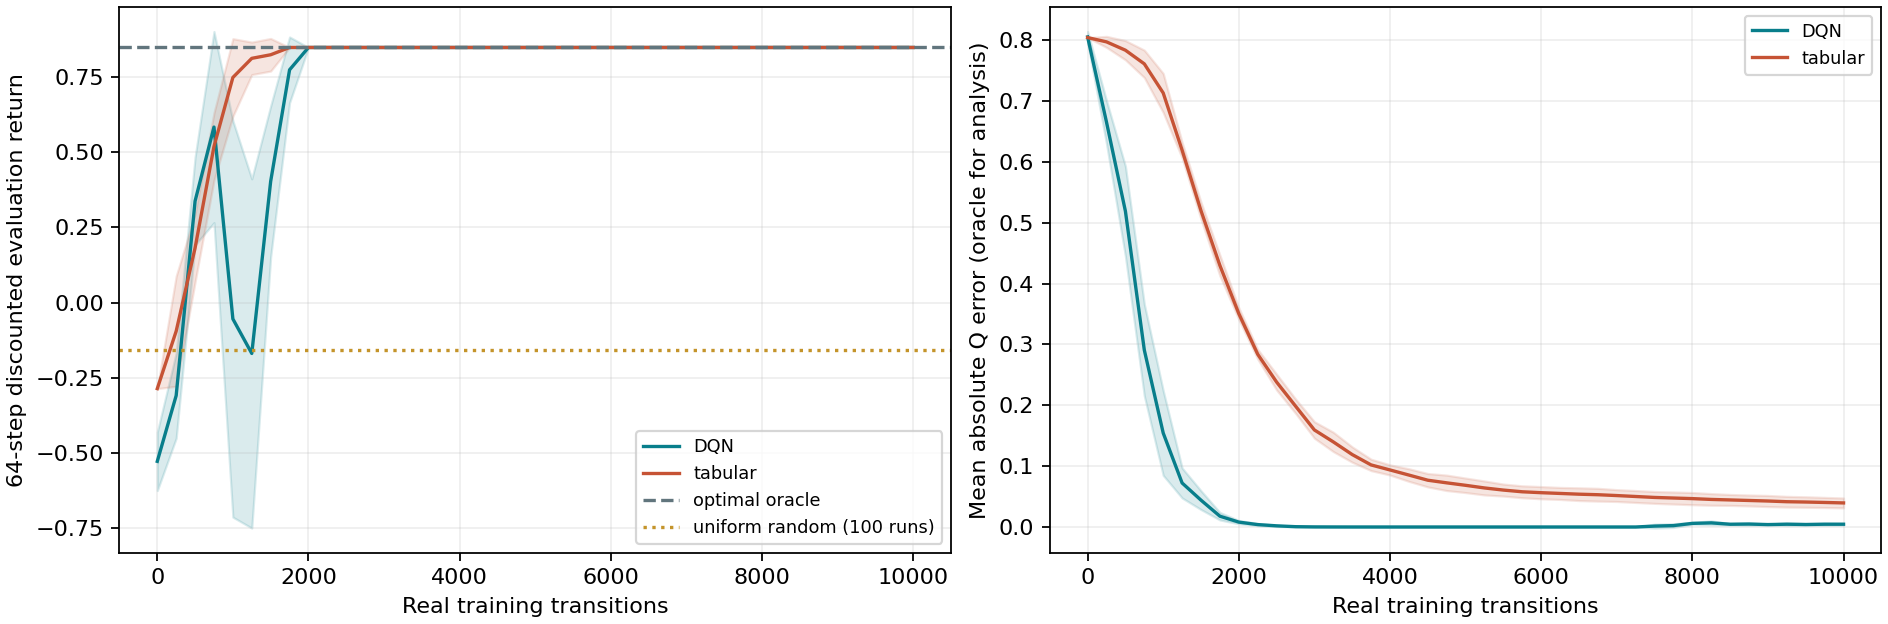 64-step discounted evaluation return
0.75
0.50
0.25
0.00
−0.25
−0.50
−0.75
0
2000
4000
6000
8000
10000
Real training transitions
DQN
tabular
optimal oracle
uniform random (100 runs)
Mean absolute Q error (oracle for analysis)
0.8
0.7
0.6
0.5
0.4
0.3
0.2
0.1
0.0
0
2000
4000
6000
8000
10000
Real training transitions
DQN
tabular